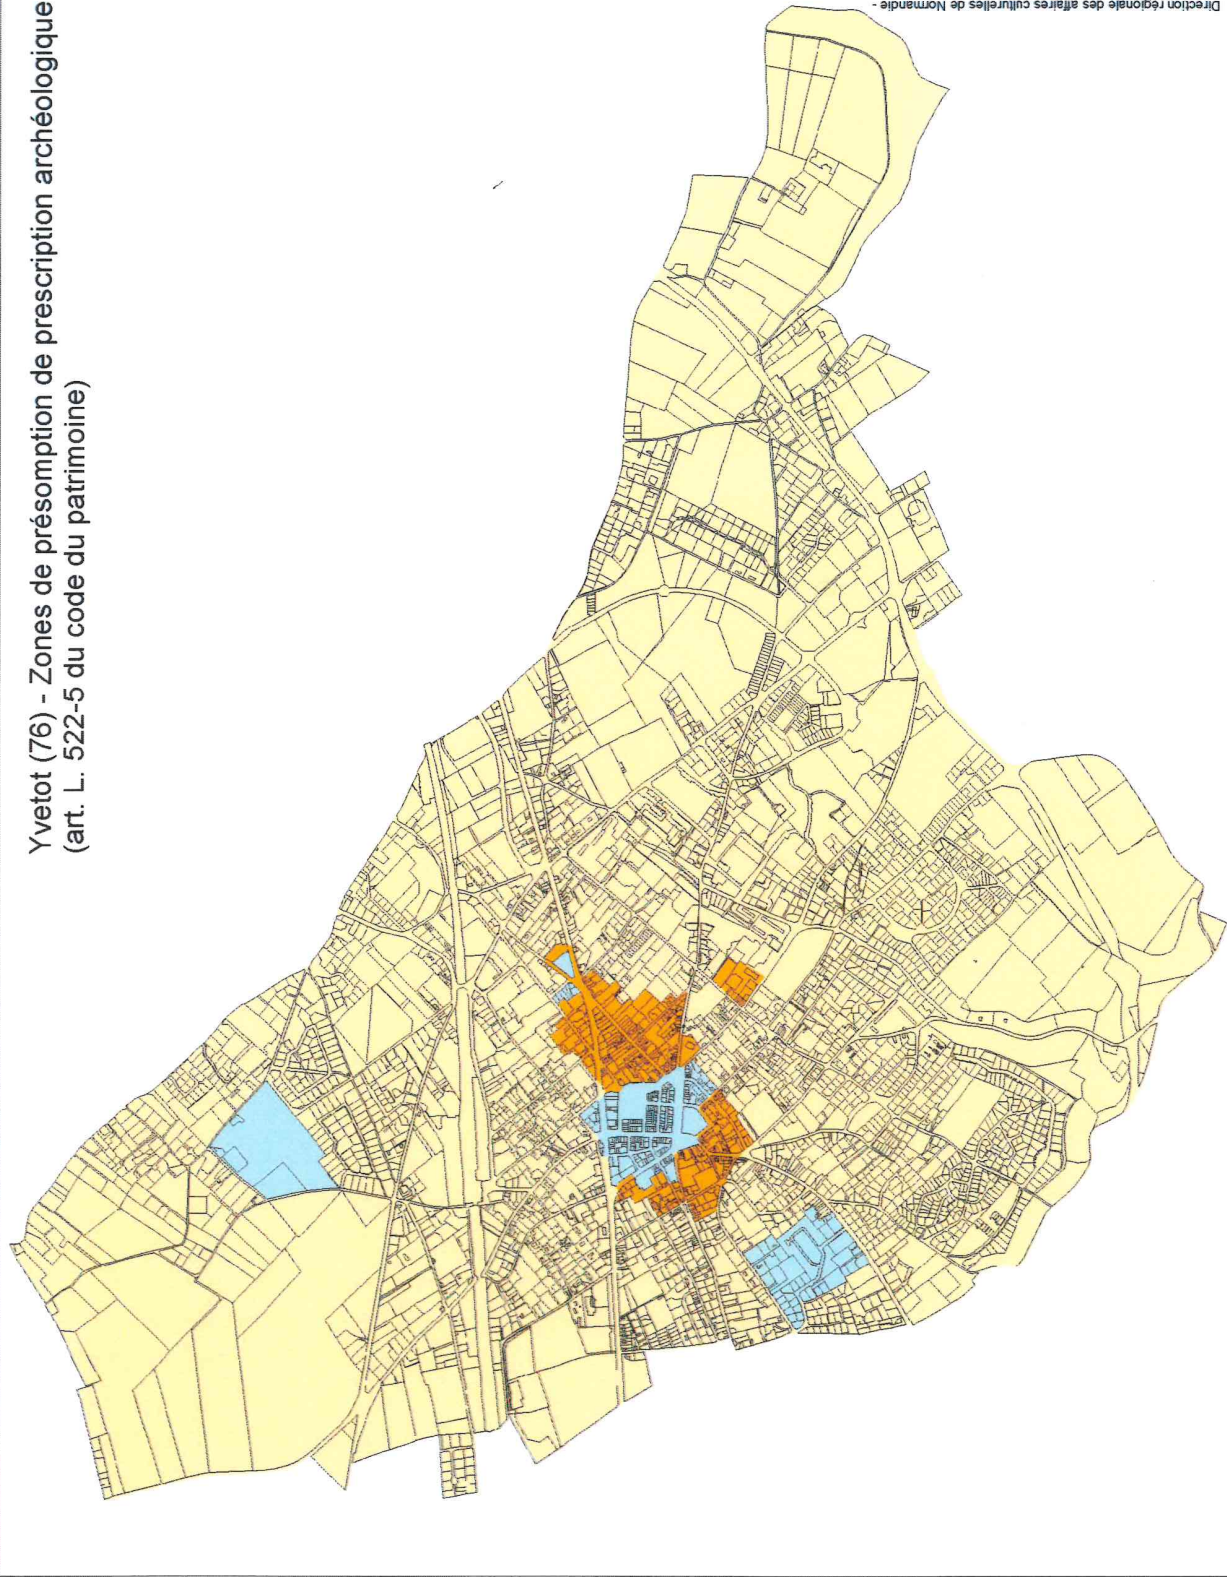 Yvetot (76) - Zones de présomption de prescription archéologique
(art. L. 522-5 du code du patrimoine)
Direction régionale des affaires culturelles de Normandie -